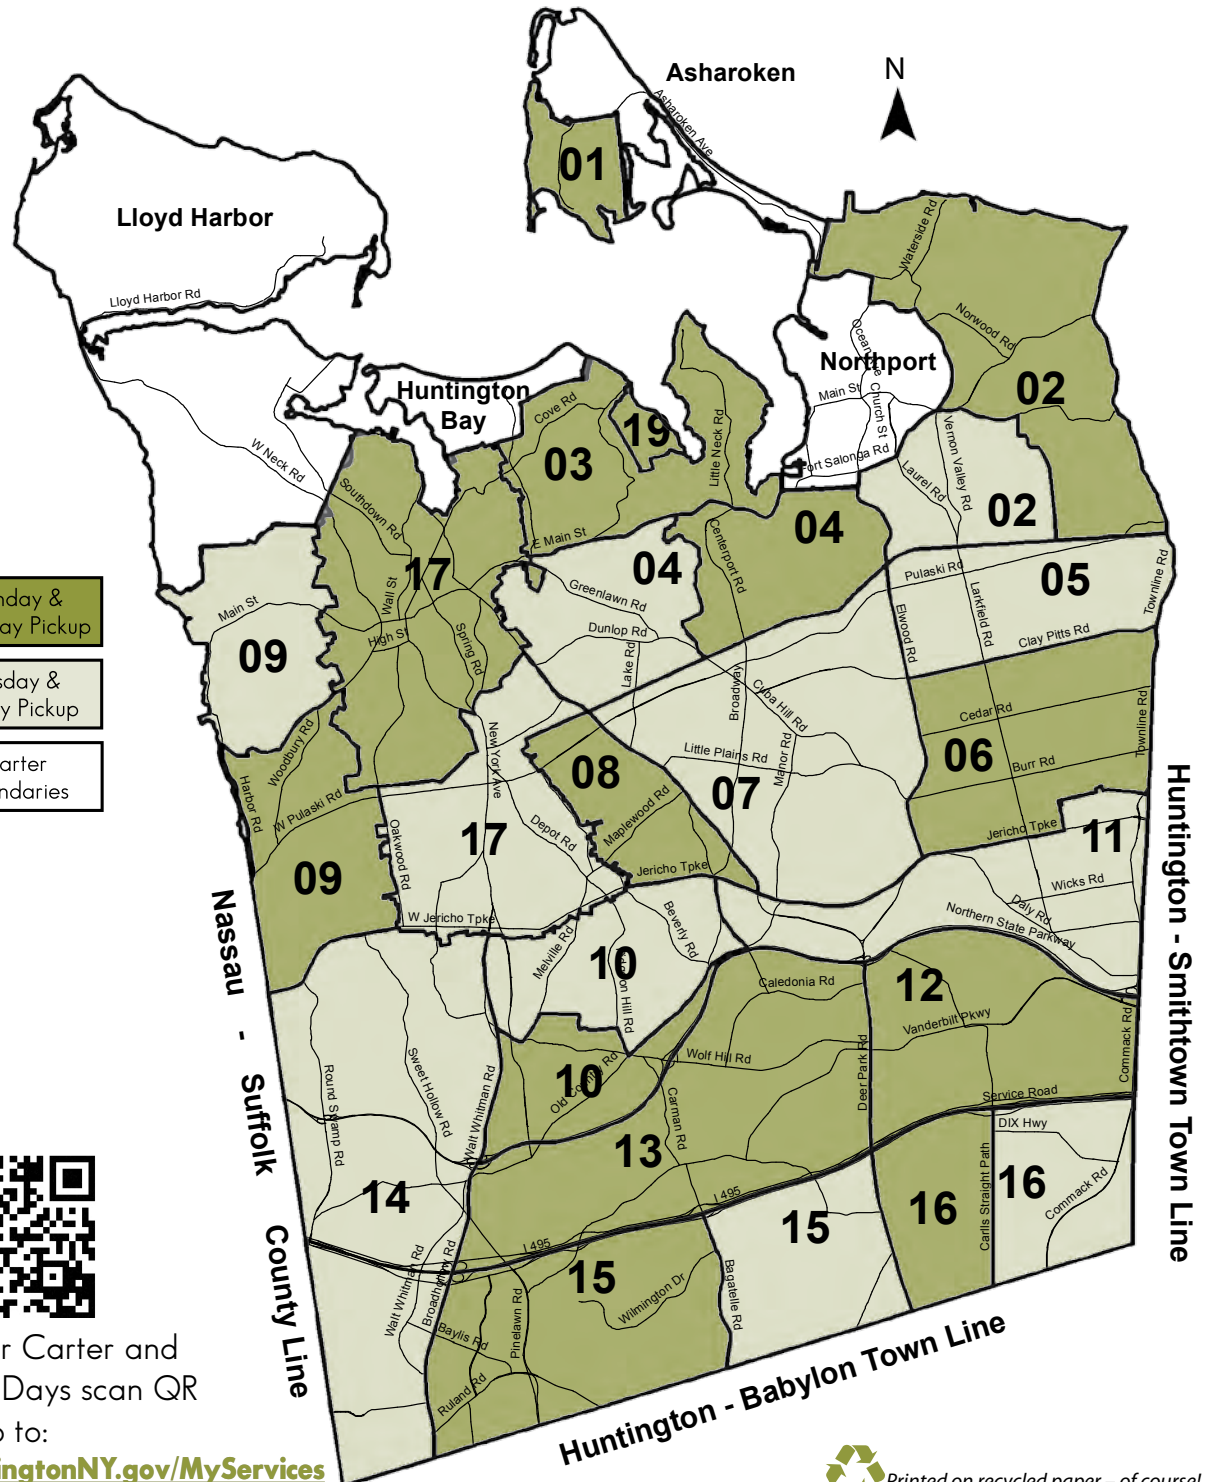 Asharoken
N
Asharoken Ave
01
Lloyd Harbor
Waterside Rd
Lloyd Harbor Rd
Norwood Rd
Ocean Ave
Northport
Huntington
Bay
Main St
Church St
02
Cove Rd
19
Little Neck Rd
03
W Neck Rd
Fort Salonga Rd
Vernon Valley Rd
Laurel Rd
02
Southdown Rd
04
E Main St
Centerport Rd
04
17
Pulaski Rd
05
Townline Rd
Greenlawn Rd
Wall St
Main St
Larkfield Rd
Elwood Rd
Dunlop Rd
High St
Spring Rd
Clay Pitts Rd
Lake Rd
09
nday &
ay Pickup
sday &
y Pickup
arter
ndaries
Broadway
Cuba Hill Rd
Cedar Rd
Townline Rd
New York Ave
Woodbury Rd
Little Plains Rd
Manor Rd
06
Burr Rd
08
07
Harbor Rd
W Pulaski Rd
Maplewood Rd
Depot Rd
17
Oakwood Rd
Jericho Tpke
11
Jericho Tpke
09
Wicks Rd
Daly Rd
W Jericho Tpke
Beverly Rd
Northern State Parkway
Melville Rd
10
on Hill Rd
Caledonia Rd
12
Vanderbilt Pkwy
Commack Rd
Wolf Hill Rd
Deer Park Rd
Sweet Hollow Rd
Round Swamp Rd
Walt Whitman Rd
10
Old Country Rd
Carman Rd
Service Road
DIX Hwy
13
Carlls Straight Path
16
Commack Rd
14
I 495
16
15
I 495
15
Walt Whitman Rd
Broadhollow Rd
Wilmington Dr
Bagatelle Rd
Pinelawn Rd
Baylis Rd
Ruland Rd
Nassau - Suffolk County Line
Huntington - Smithtown Town Line
Huntington - Babylon Town Line
r Carter and
Days scan QR
o to:
ingtonNY.gov/MyServices
Printed on recycled paper – of course!